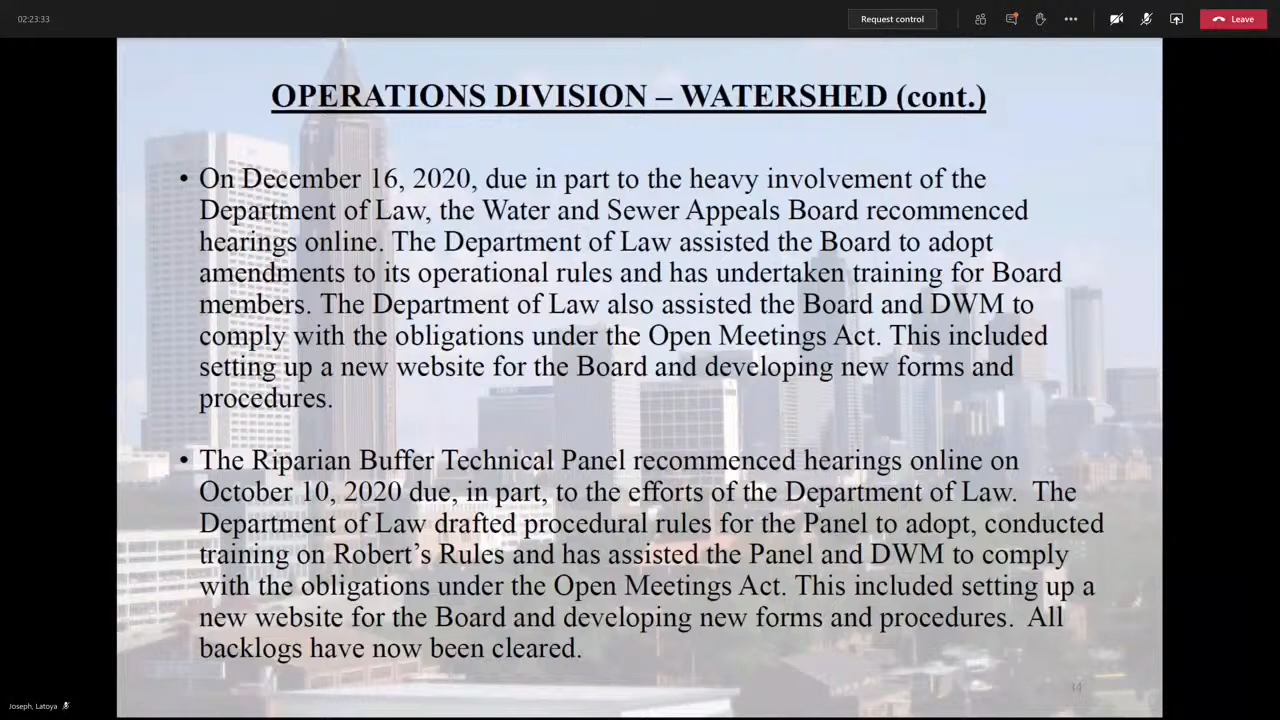 02:23:33
Request control
Leave
OPERATIONS DIVISION – WATERSHED (cont.)
• On December 16, 2020, due in part to the heavy involvement of the
Department of Law, the Water and Sewer Appeals Board recommenced
hearings online. The Department of Law assisted the Board to adopt
amendments to its operational rules and has undertaken training for Board
members. The Department of Law also assisted the Board and DWM to
comply with the obligations under the Open Meetings Act. This included
setting up a new website for the Board and developing new forms and
procedures.
• The Riparian Buffer Technical Panel recommenced hearings online on
October 10, 2020 due, in part, to the efforts of the Department of Law. The
Department of Law drafted procedural rules for the Panel to adopt, conducted
training on Robert’s Rules and has assisted the Panel and DWM to comply
with the obligations under the Open Meetings Act. This included setting up a
new website for the Board and developing new forms and procedures. All
backlogs have now been cleared.
34
Joseph, Latoya